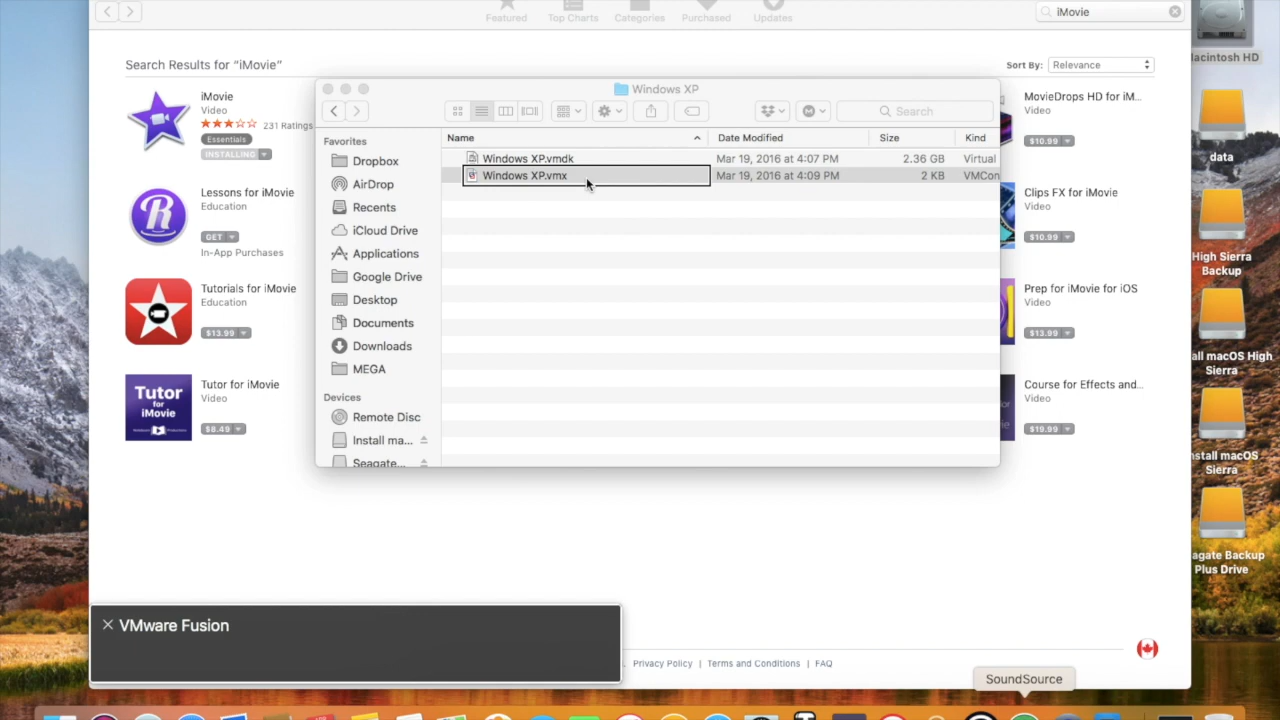 Featured
Top Charts
Categories
Purchased
Updates
iMovie
Search Results for “iMovie”
Sort By:
Relevance
iMovie
Video
231 Ratings
Essentials
INSTALLING
Lessons for iMovie
Education
GET
In-App Purchases
Tutorials for iMovie
Education
$13.99
Tutor
for
iMovie
Tutor for iMovie
Video
$8.49
MovieDrops HD for iM...
$10.99
Clips FX for iMovie
Video
$10.99
Prep for iMovie for iOS
Video
$13.99
Course for Effects and...
Video
$19.99
Windows XP
Search
Name
Date Modified
Size
Kind
Windows XP.vmdk
Mar 19, 2016 at 4:07 PM
2.36 GB
Virtual
Windows XP.vmx
Mar 19, 2016 at 4:09 PM
2 KB
VMCon
Favorites
Dropbox
AirDrop
Recents
iCloud Drive
Applications
Google Drive
Desktop
Documents
Downloads
MEGA
Devices
Remote Disc
Install ma...
Seagate...
acintosh HD
data
High Sierra
Backup
all macOS High
Sierra
nstall macOS
Sierra
agate Backup
Plus Drive
VMware Fusion
Privacy Policy | Terms and Conditions | FAQ
SoundSource